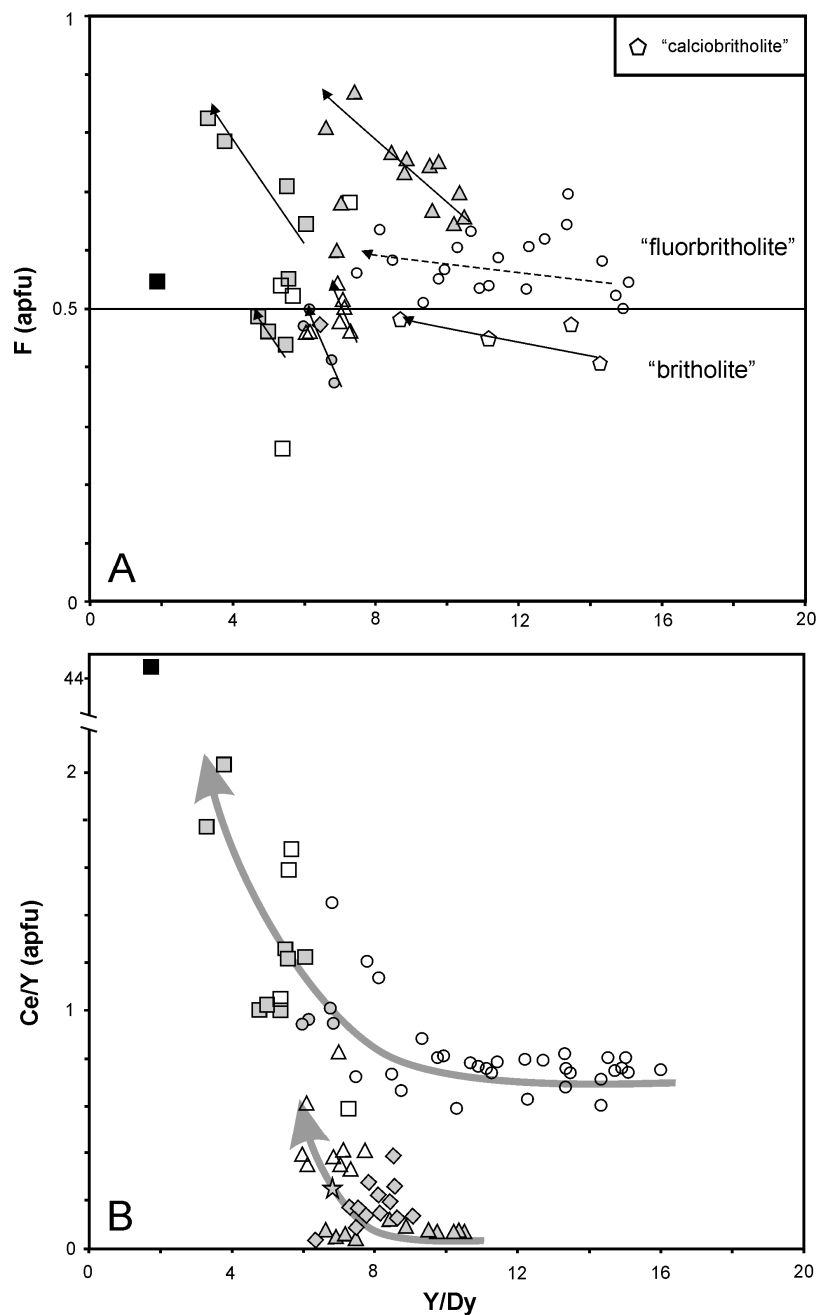 1
“calciobritholite”
“fluorbritholite”
F (apfu)
0.5
“britholite”
A
0
0 4 8 12 16 20
44
2
Ce/Y (apfu)
1
B
0
0 4 8 12 16 20
Y/Dy